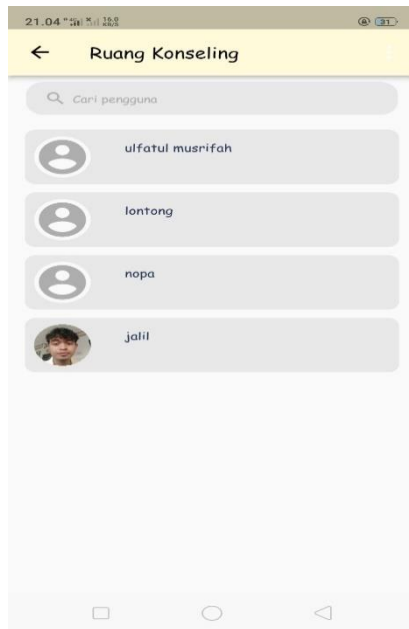 21.04
Ruang Konseling
Cari pengguna
ulfatul musrifah
lontong
nopa
jalil